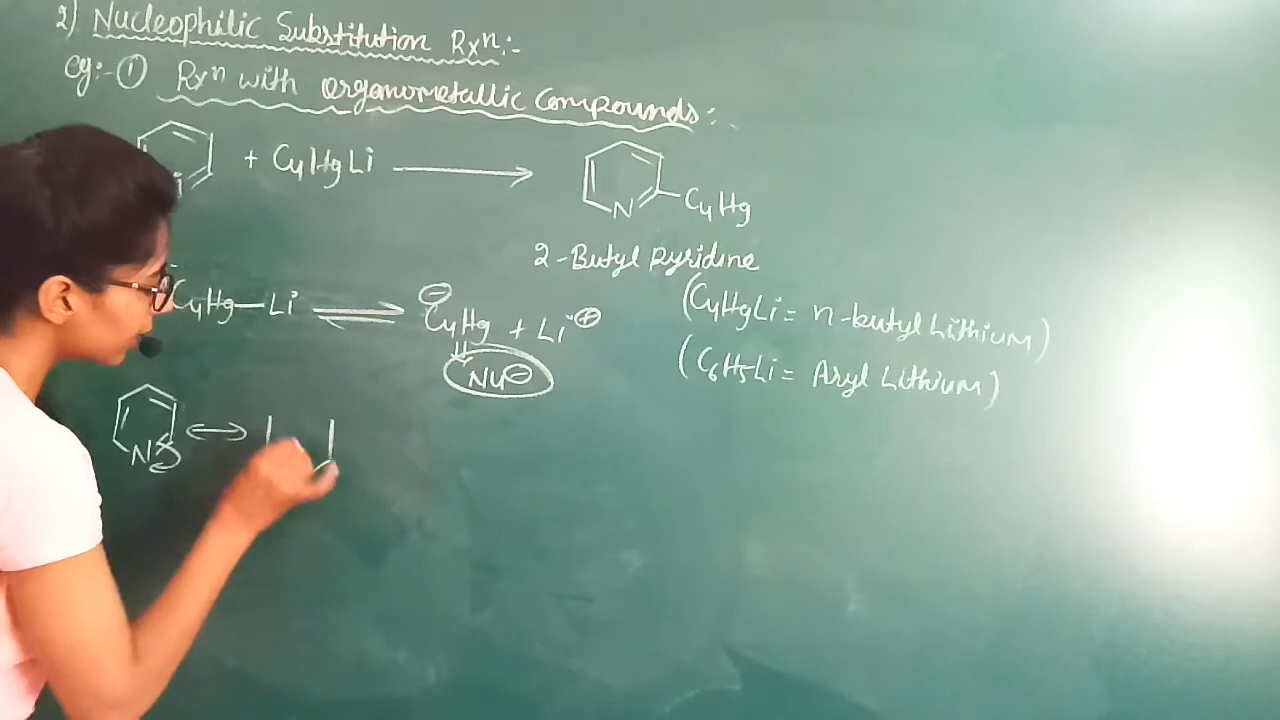 2) Nucleophilic Substitution Rxⁿ:-
eg:- ① Rxⁿ with organometallic Compounds:-
+ C4H9Li ⟶ N C4H9
2-Butyl pyridine
C4H9—Li ⇌ ⊖C4H9 + Li⊕
(C4H9Li = n-butyl Lithium)
Nu⊖
(C6H5Li = Aryl Lithium)
N ⟷